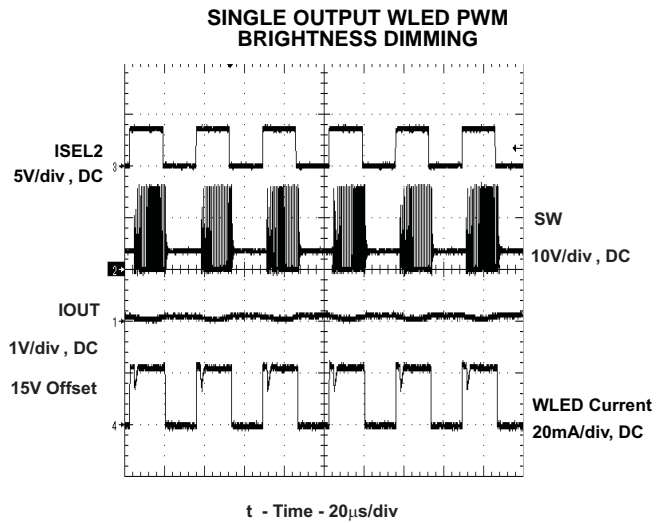 SINGLE OUTPUT WLED PWM
BRIGHTNESS DIMMING
ISEL2
5V/div , DC
3
SW
10V/div , DC
2
IOUT
1V/div , DC
15V Offset
1
WLED Current
20mA/div, DC
4
t - Time - 20μs/div